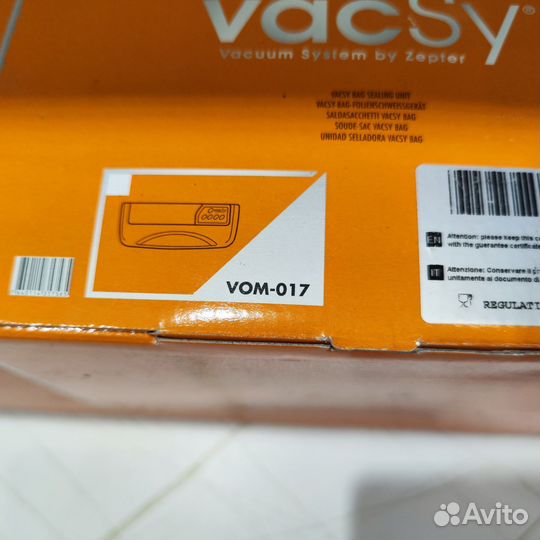 vacSy®
Vacuum System by Zepter
VACSY BAG SEALING UNIT
VACSY BAG-FOLIENSCHWEISSGERÄT
SALDASACCHETTI VACSY BAG
SOUDE-SAC VACSY BAG
UNIDAD SELLADORA VACSY BAG
VOM-017
EN Attention: please keep this
with the guarantee certificate
IT Attenzione: Conservare il
unitamente al documento
Avito